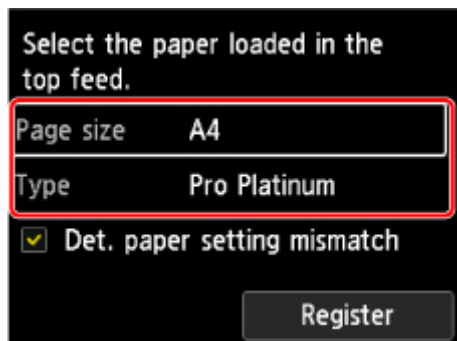 Select the paper loaded in the
top feed.
Page size A4
Type Pro Platinum
Det. paper setting mismatch
Register